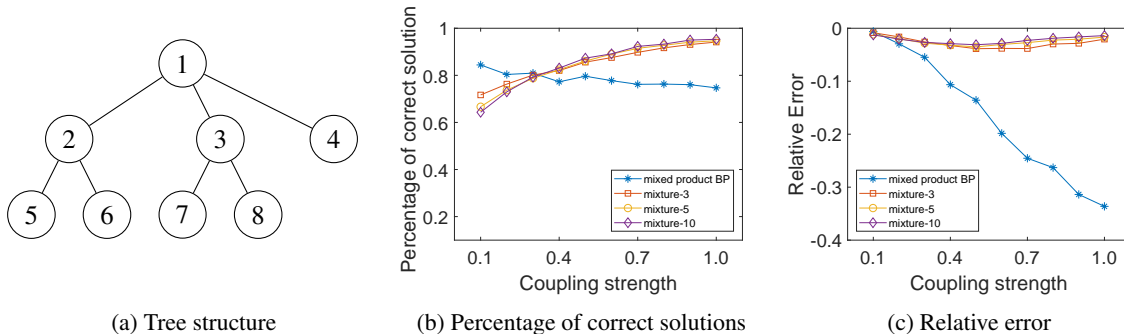 1
2
3
4
5
6
7
8
(a) Tree structure
Percentage of correct solution
1
0.8
0.6
0.4
0.2
mixed product BP
mixture-3
mixture-5
mixture-10
0.1
0.4
0.7
1.0
Coupling strength
(b) Percentage of correct solutions
Relative Error
0
-0.1
-0.2
-0.3
-0.4
mixed product BP
mixture-3
mixture-5
mixture-10
0.1
0.4
0.7
1.0
Coupling strength
(c) Relative error